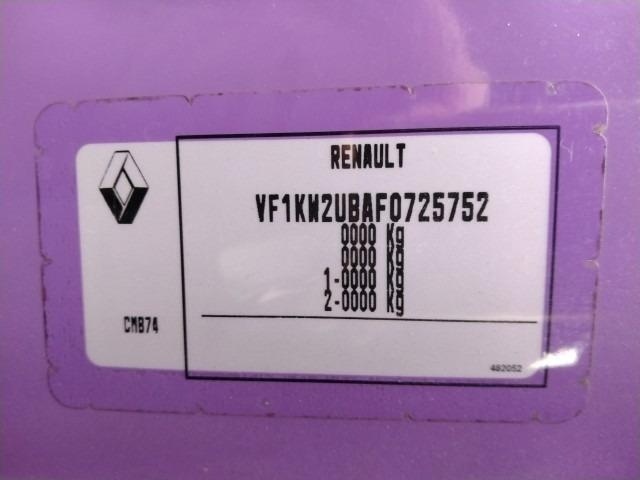 RENAULT
VF1KW2UBAF0725752
0000 Kg
0000 Kg
1-0000 Kg
2-0000 Kg
CMB74
482052